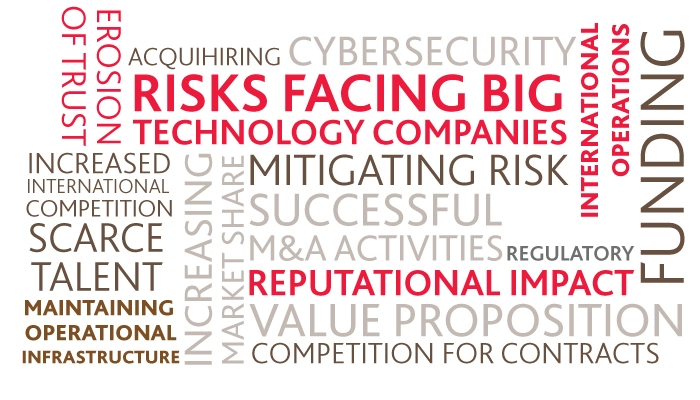 EROSION
OF TRUST
ACQUIHIRING
CYBERSECURITY
RISKS FACING BIG
TECHNOLOGY COMPANIES
INTERNATIONAL
OPERATIONS
FUNDING
INCREASED
INTERNATIONAL
COMPETITION
SCARCE
TALENT
MAINTAINING
OPERATIONAL
INFRASTRUCTURE
INCREASING
MARKET SHARE
MITIGATING RISK
SUCCESSFUL
M&A ACTIVITIES
REGULATORY
REPUTATIONAL IMPACT
VALUE PROPOSITION
COMPETITION FOR CONTRACTS